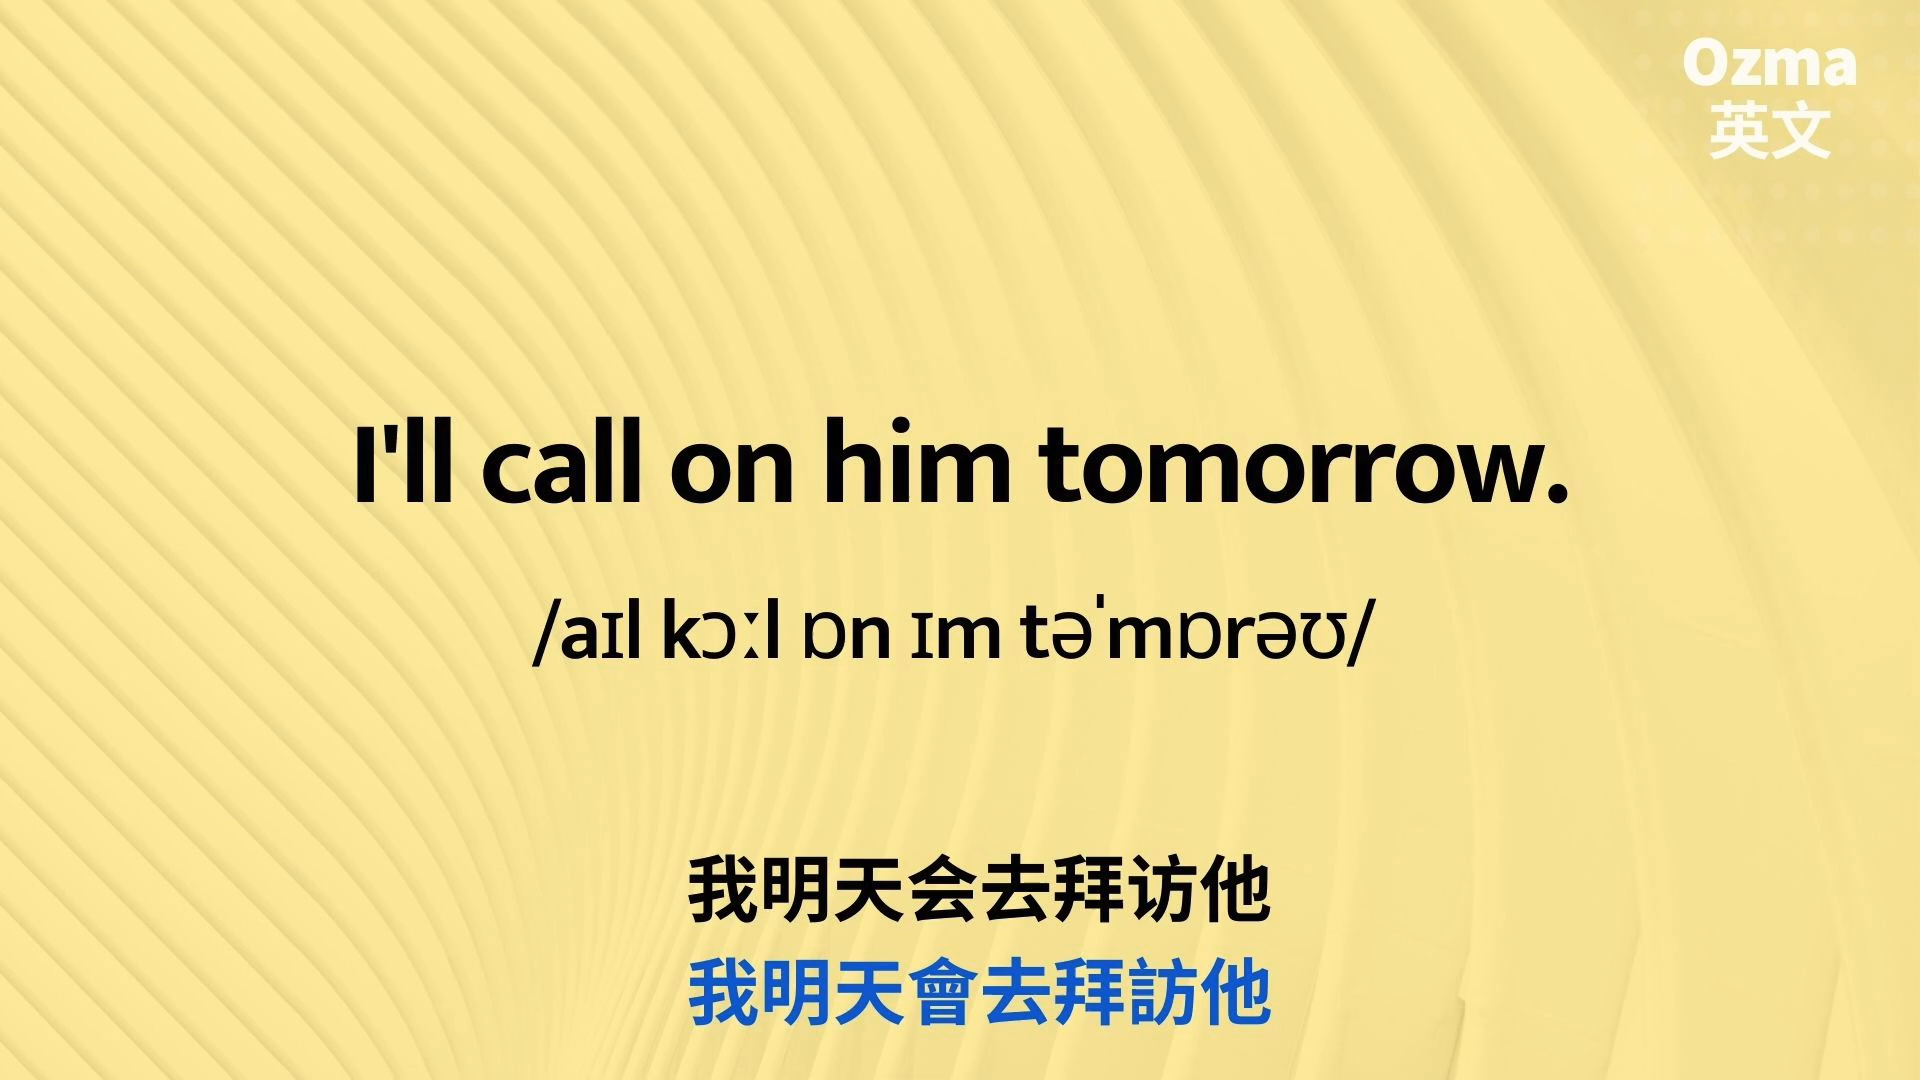 Ozma
英文
I'll call on him tomorrow.
/aɪl kɔːl ɒn ɪm təˈmɒrəʊ/
我明天会去拜访他
我明天會去拜訪他